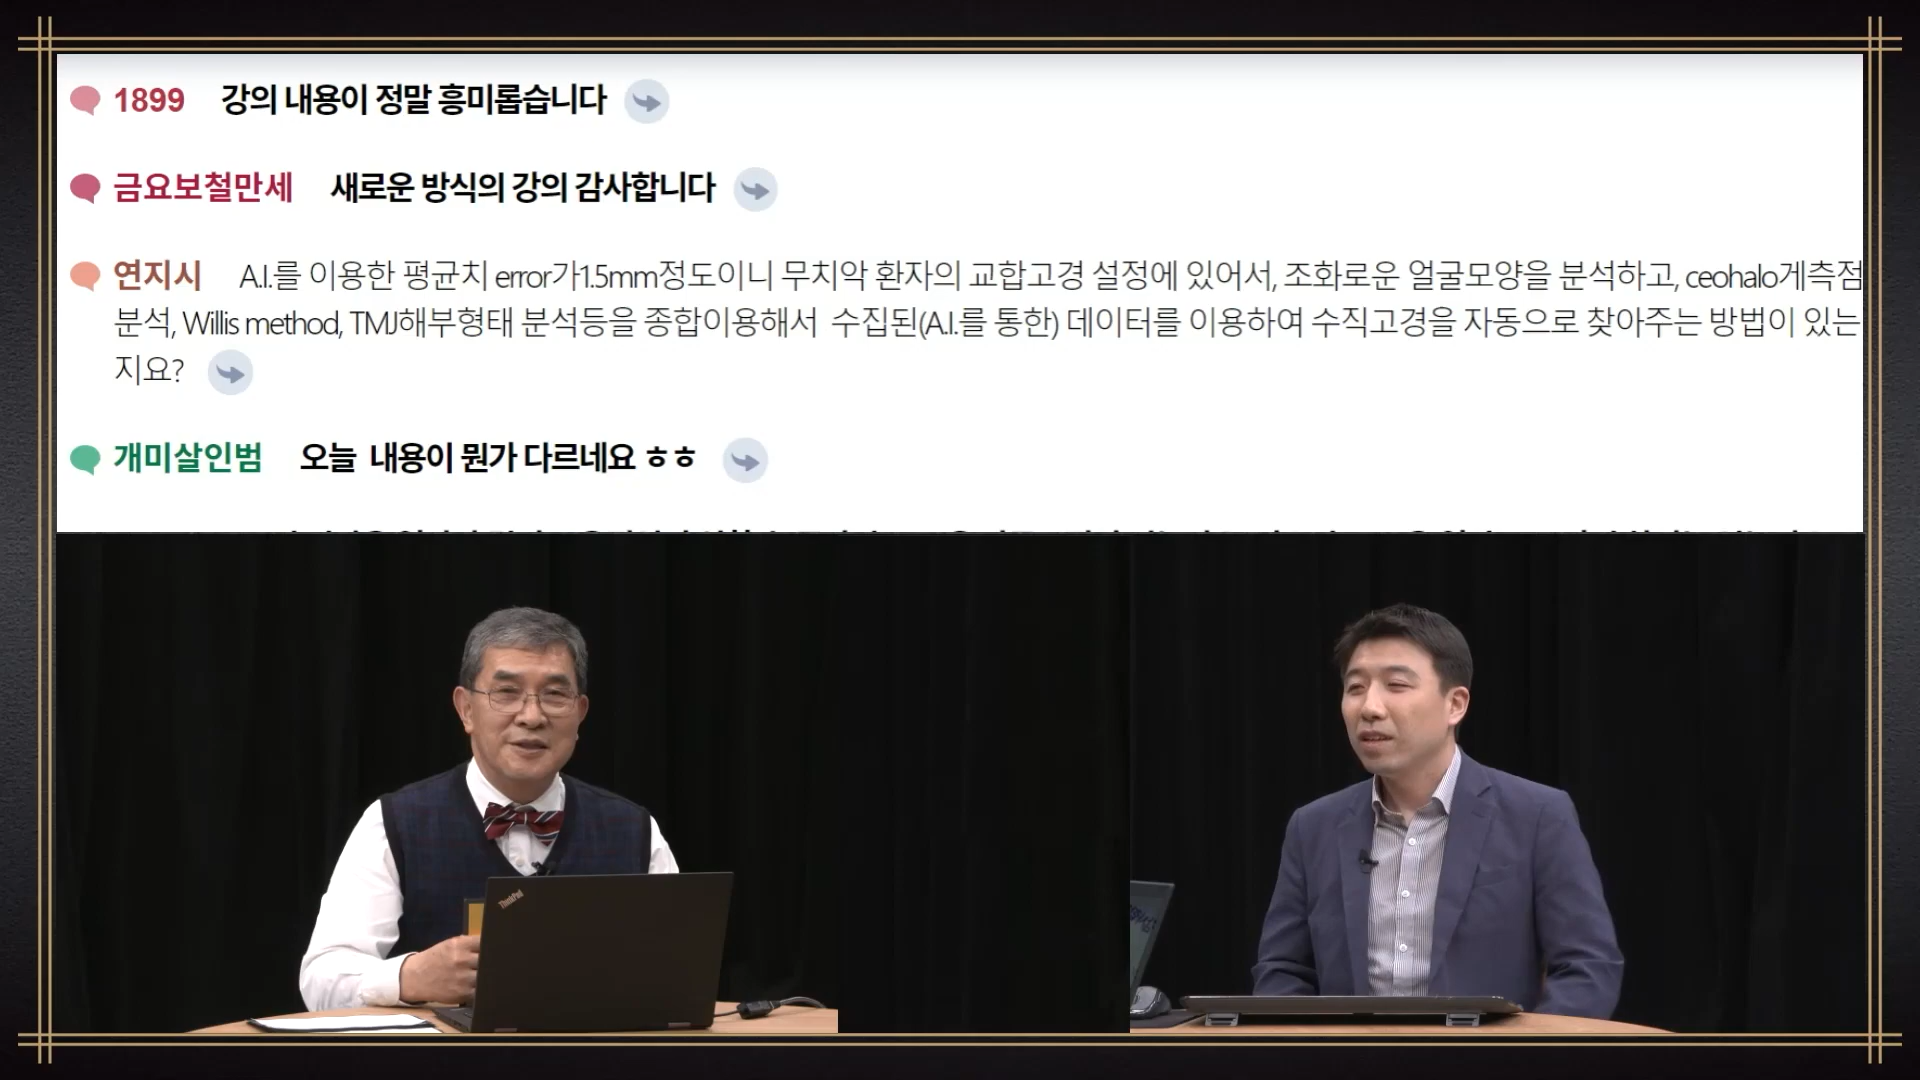 1899 강의 내용이 정말 흥미롭습니다
금요보철만세 새로운 방식의 강의 감사합니다
연지시 A.I.를 이용한 평균치 error가1.5mm정도이니 무치악 환자의 교합고경 설정에 있어서, 조화로운 얼굴모양을 분석하고, ceohalo계측점
분석, Willis method, TMJ해부형태 분석등을 종합이용해서 수집된(A.I.를 통한) 데이터를 이용하여 수직고경을 자동으로 찾아주는 방법이 있는
지요?
개미살인범 오늘 내용이 뭔가 다르네요 ㅎㅎ
ThinkPad